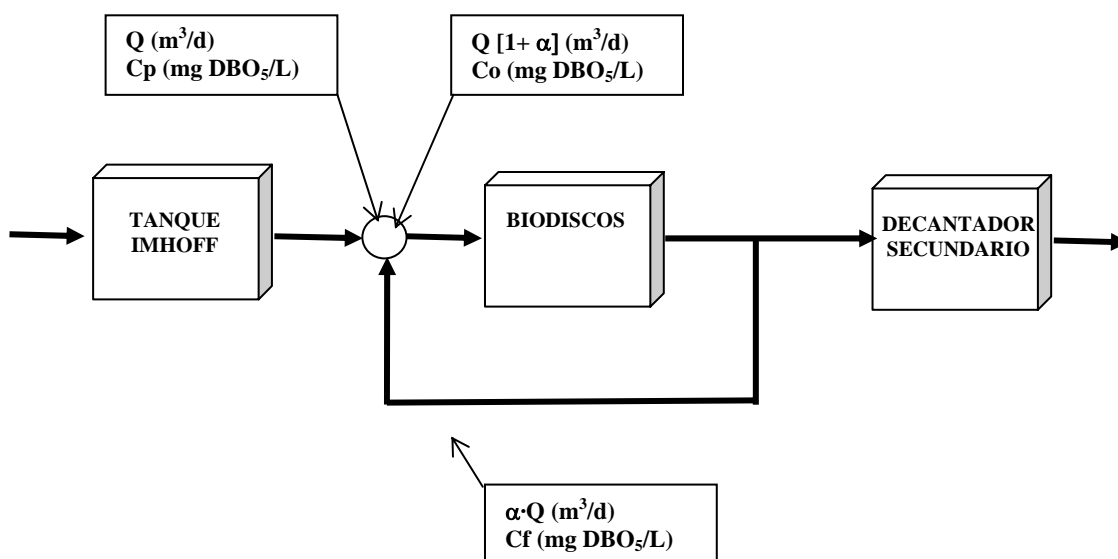 Q (m³/d)
Cp (mg DBO₅/L)
Q [1+ α] (m³/d)
Co (mg DBO₅/L)
TANQUE
IMHOFF
BIODISCOS
DECANTADOR
SECUNDARIO
α·Q (m³/d)
Cf (mg DBO₅/L)